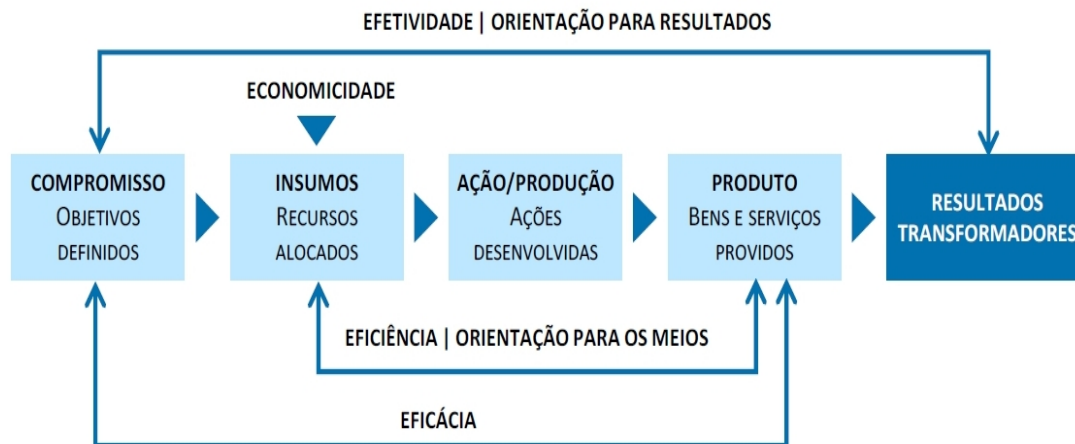 EFETIVIDADE | ORIENTAÇÃO PARA RESULTADOS
ECONOMICIDADE
COMPROMISSO
OBJETIVOS
DEFINIDOS
INSUMOS
RECURSOS
ALOCADOS
AÇÃO/PRODUÇÃO
AÇÕES
DESENVOLVIDAS
PRODUTO
BENS E SERVIÇOS
PROVIDOS
RESULTADOS
TRANSFORMADORES
EFICIÊNCIA | ORIENTAÇÃO PARA OS MEIOS
EFICÁCIA